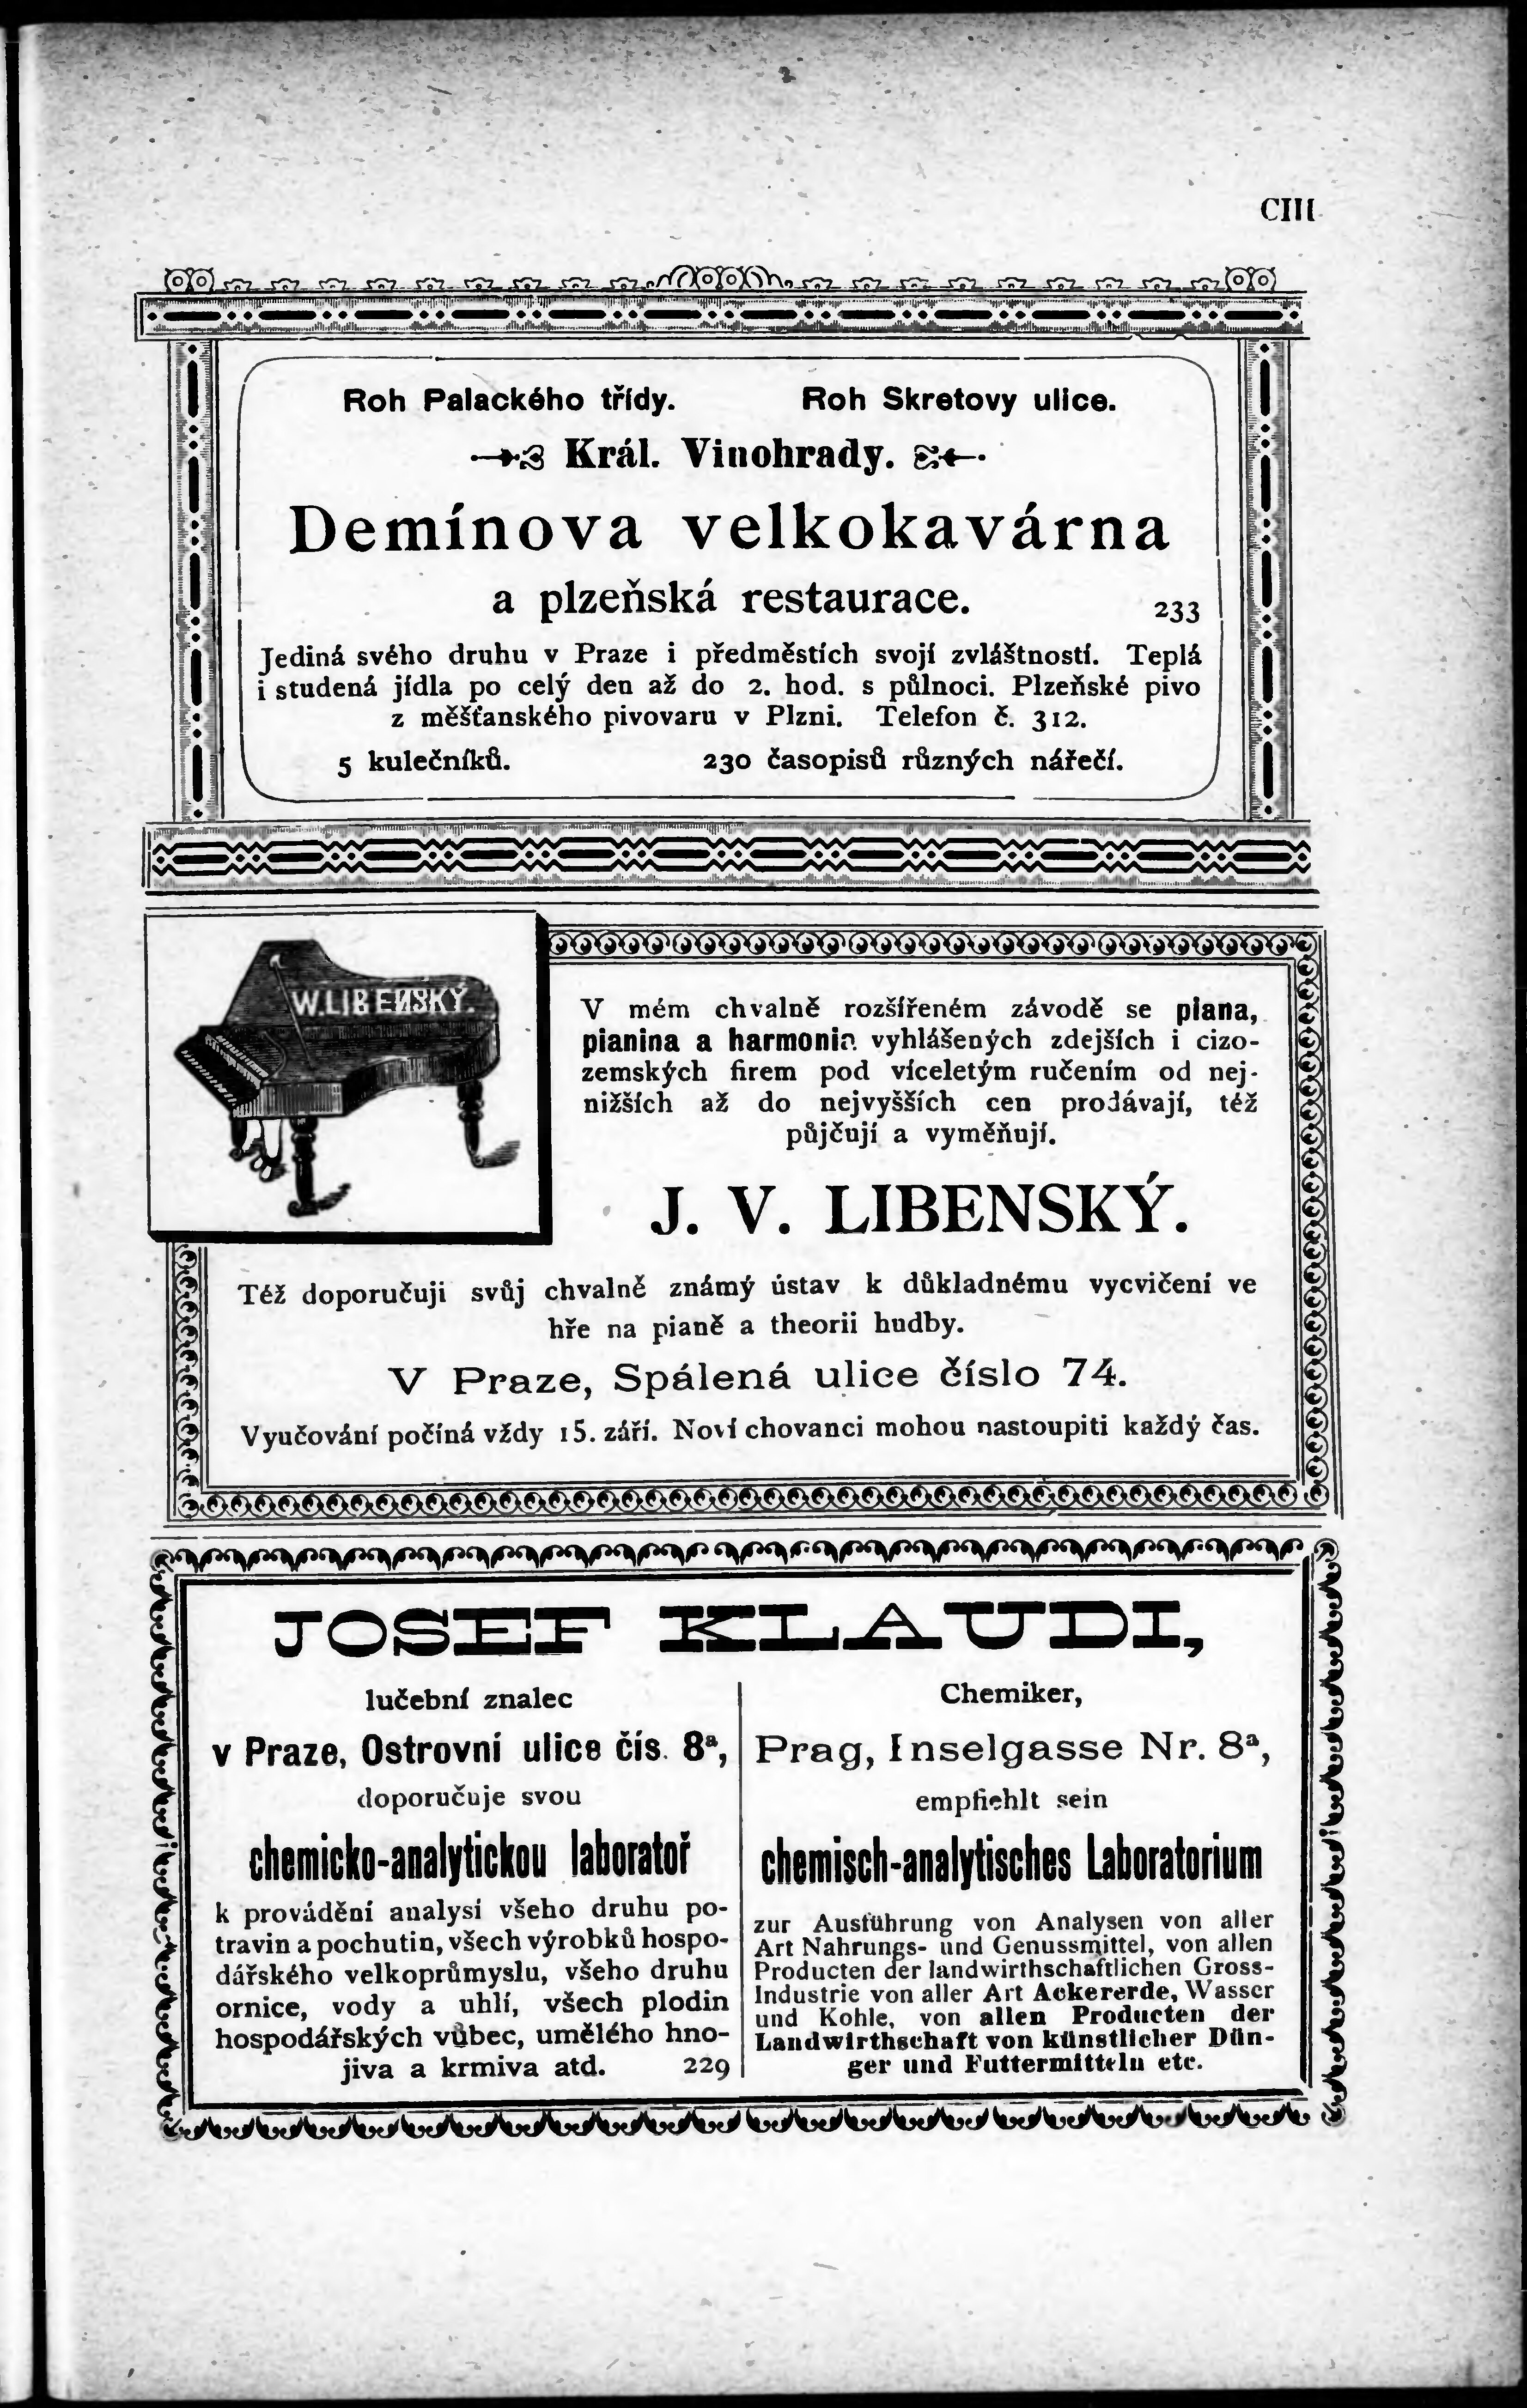 CIII
Roh Palackého třídy. Roh Skretovy ulice.
Král. Vinohrady.
Demínova velkokavárna
a plzeňská restaurace. 233
Jediná svého druhu v Praze i předměstích svojí zvláštností. Teplá
i studená jídla po celý den až do 2. hod. s půlnoci. Plzeňské pivo
z měšťanského pivovaru v Plzni. Telefon č. 312.
5 kulečníků. 230 časopisů různých nářečí.
W.LIBENSKÝ.
V mém chvalně rozšířeném závodě se piana,
pianina a harmonia vyhlášených zdejších i cizo-
zemských firem pod víceletým ručením od nej-
nižších až do nejvyšších cen prodávají, též
půjčují a vyměňují.
J. V. LIBENSKÝ.
Též doporučuji svůj chvalně známý ústav k důkladnému vycvičení ve
hře na pianě a theorii hudby.
V Praze, Spálená ulice číslo 74.
Vyučování počíná vždy 15. září. Noví chovanci mohou nastoupiti každý čas.
JOSEF KLAUDI,
lučební znalec
v Praze, Ostrovní ulice čís. 8ª,
doporučuje svou
chemicko-analytickou laboratoř
k provádění analysí všeho druhu po-
travin a pochutin, všech výrobků hospo-
dářského velkoprůmyslu, všeho druhu
ornice, vody a uhlí, všech plodin
hospodářských vůbec, umělého hno-
jiva a krmiva atd. 229
Chemiker,
Prag, Inselgasse Nr. 8ª,
empfiehlt sein
chemisch-analytisches Laboratorium
zur Ausführung von Analysen von aller
Art Nahrungs- und Genussmittel, von allen
Producten der landwirthschaftlichen Gross-
Industrie von aller Art Ackererde, Wasser
und Kohle, von allen Producten der
Landwirthschaft von künstlicher Dün-
ger und Futtermitteln etc.